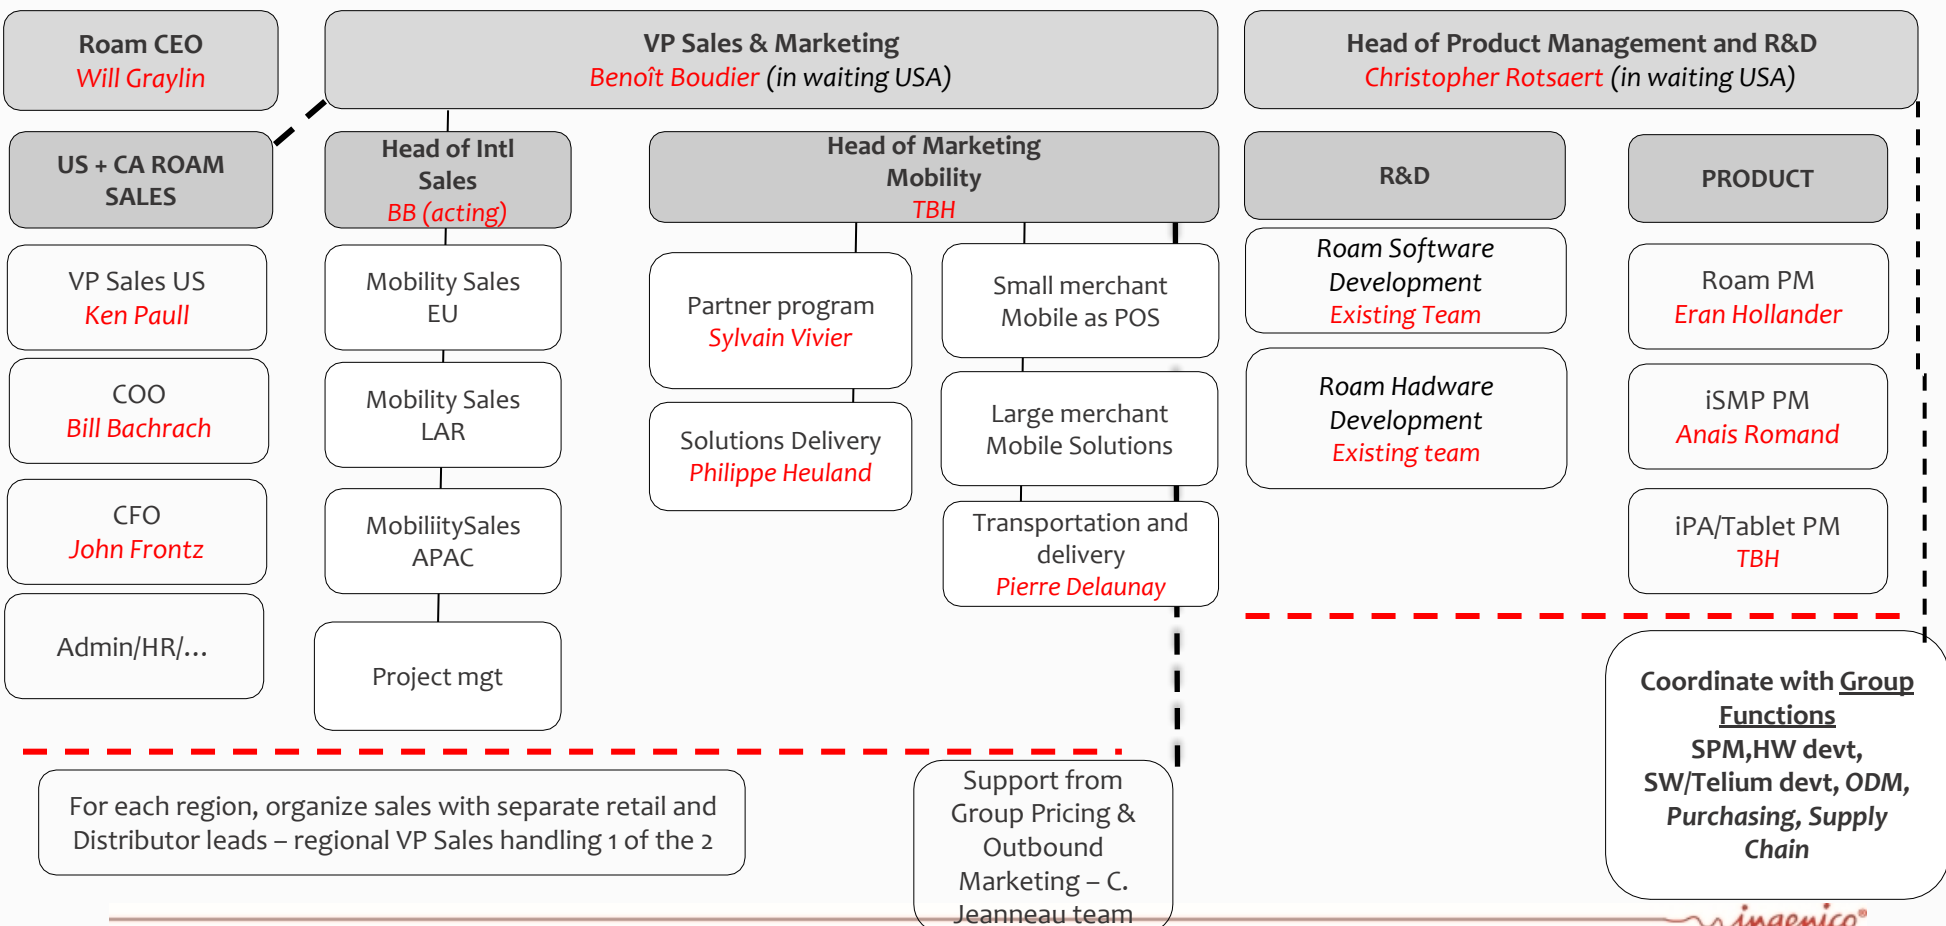 Roam CEO
Will Graylin
VP Sales & Marketing
Benoît Boudier (in waiting USA)
Head of Product Management and R&D
Christopher Rotsaert (in waiting USA)
US + CA ROAM
SALES
Head of Intl
Sales
BB (acting)
Head of Marketing
Mobility
TBH
R&D
PRODUCT
VP Sales US
Ken Paull
COO
Bill Bachrach
CFO
John Frontz
Admin/HR/...
Mobility Sales
EU
Mobility Sales
LAR
MobiliitySales
APAC
Project mgt
Partner program
Sylvain Vivier
Solutions Delivery
Philippe Heuland
Small merchant
Mobile as POS
Large merchant
Mobile Solutions
Transportation and
delivery
Pierre Delaunay
Roam Software
Development
Existing Team
Roam Hadware
Development
Existing team
Roam PM
Eran Hollander
iSMP PM
Anais Romand
iPA/Tablet PM
TBH
For each region, organize sales with separate retail and
Distributor leads – regional VP Sales handling 1 of the 2
Support from
Group Pricing &
Outbound
Marketing – C.
Jeanneau team
Coordinate with Group
Functions
SPM,HW devt,
SW/Telium devt, ODM,
Purchasing, Supply
Chain
ingenico®